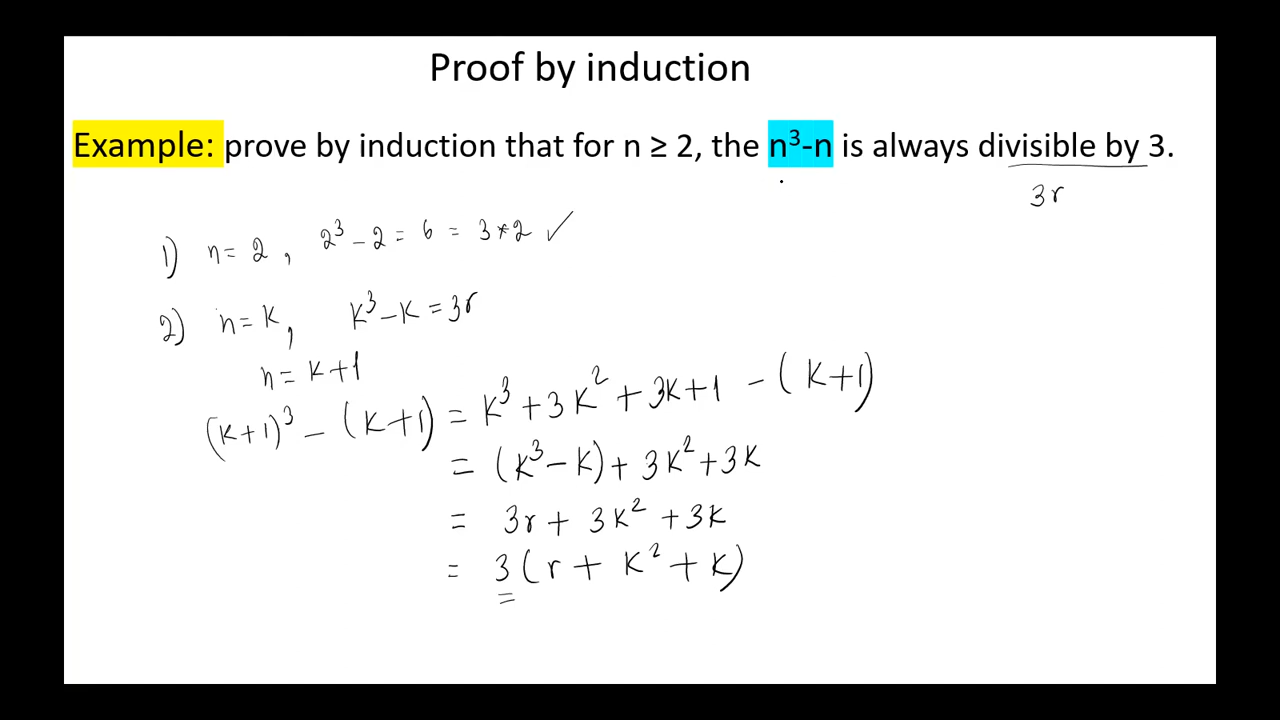 Proof by induction
Example: prove by induction that for n ≥ 2, the n³-n is always divisible by 3.
3r
1) n = 2 , 2³ - 2 = 6 = 3 * 2 ✓
2) n = k , k³ - k = 3r
n = k + 1
(k+1)³ - (k+1) = k³ + 3k² + 3k + 1 - (k+1)
= (k³ - k) + 3k² + 3k
= 3r + 3k² + 3k
= 3 ( r + k² + k)